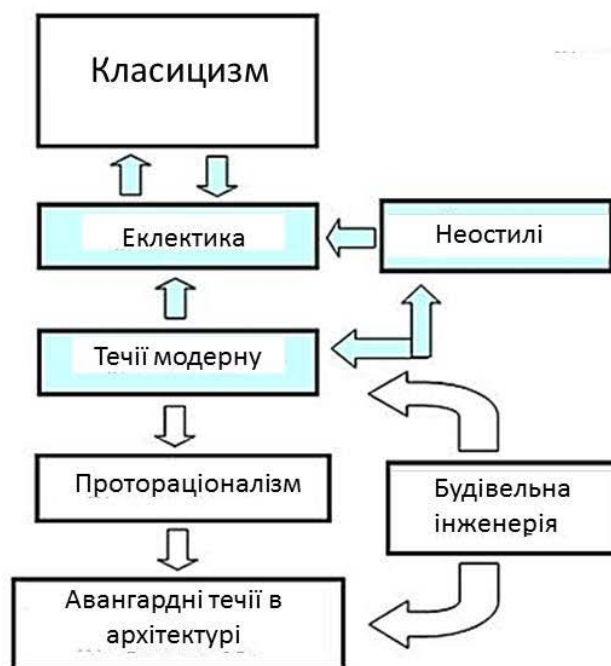 Класицизм
Еклектика
Неостилі
Течії модерну
Протораціоналізм
Будівельна
інженерія
Авангардні течії в
архітектурі